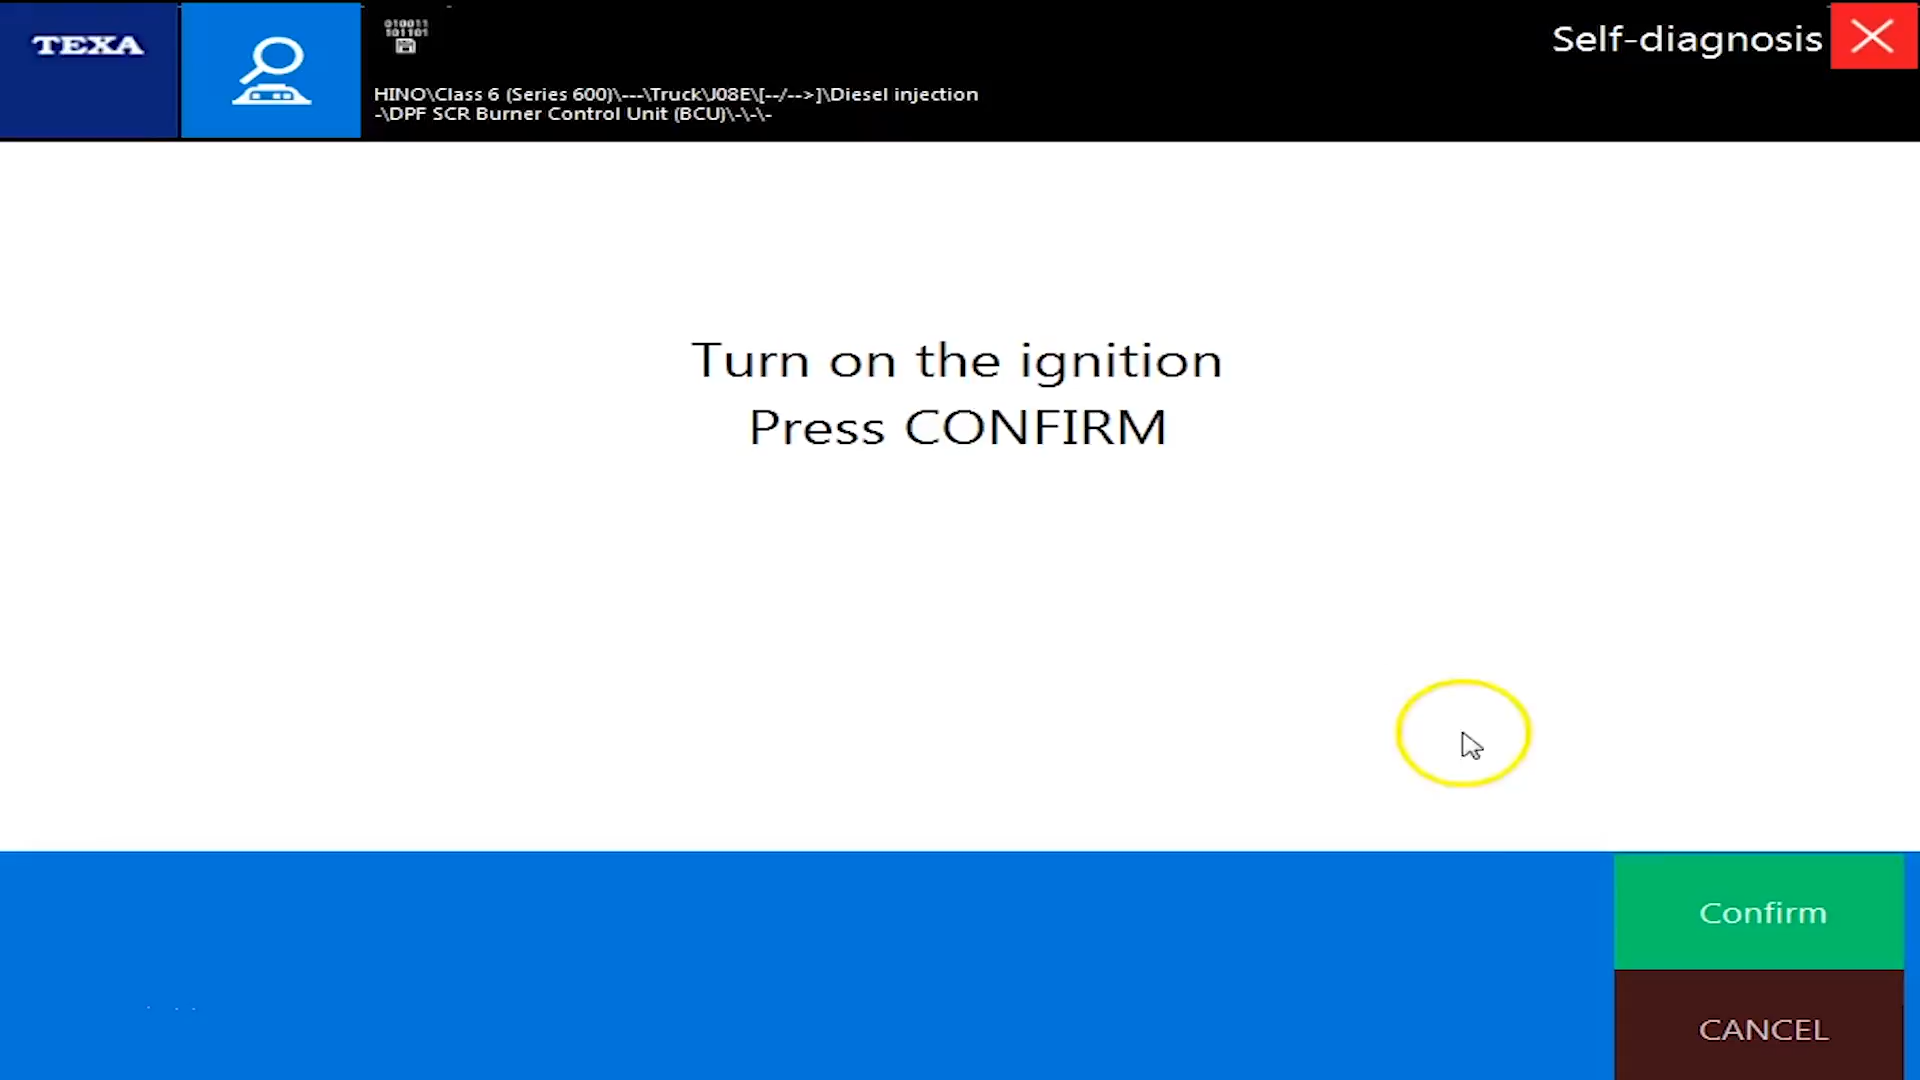 TEXA
010011
101101
Self-diagnosis
HINO\Class 6 (Series 600)\---\Truck\J08E\[--/-->]\Diesel injection
-\DPF SCR Burner Control Unit (BCU)\-\-\-
Turn on the ignition
Press CONFIRM
Confirm
CANCEL